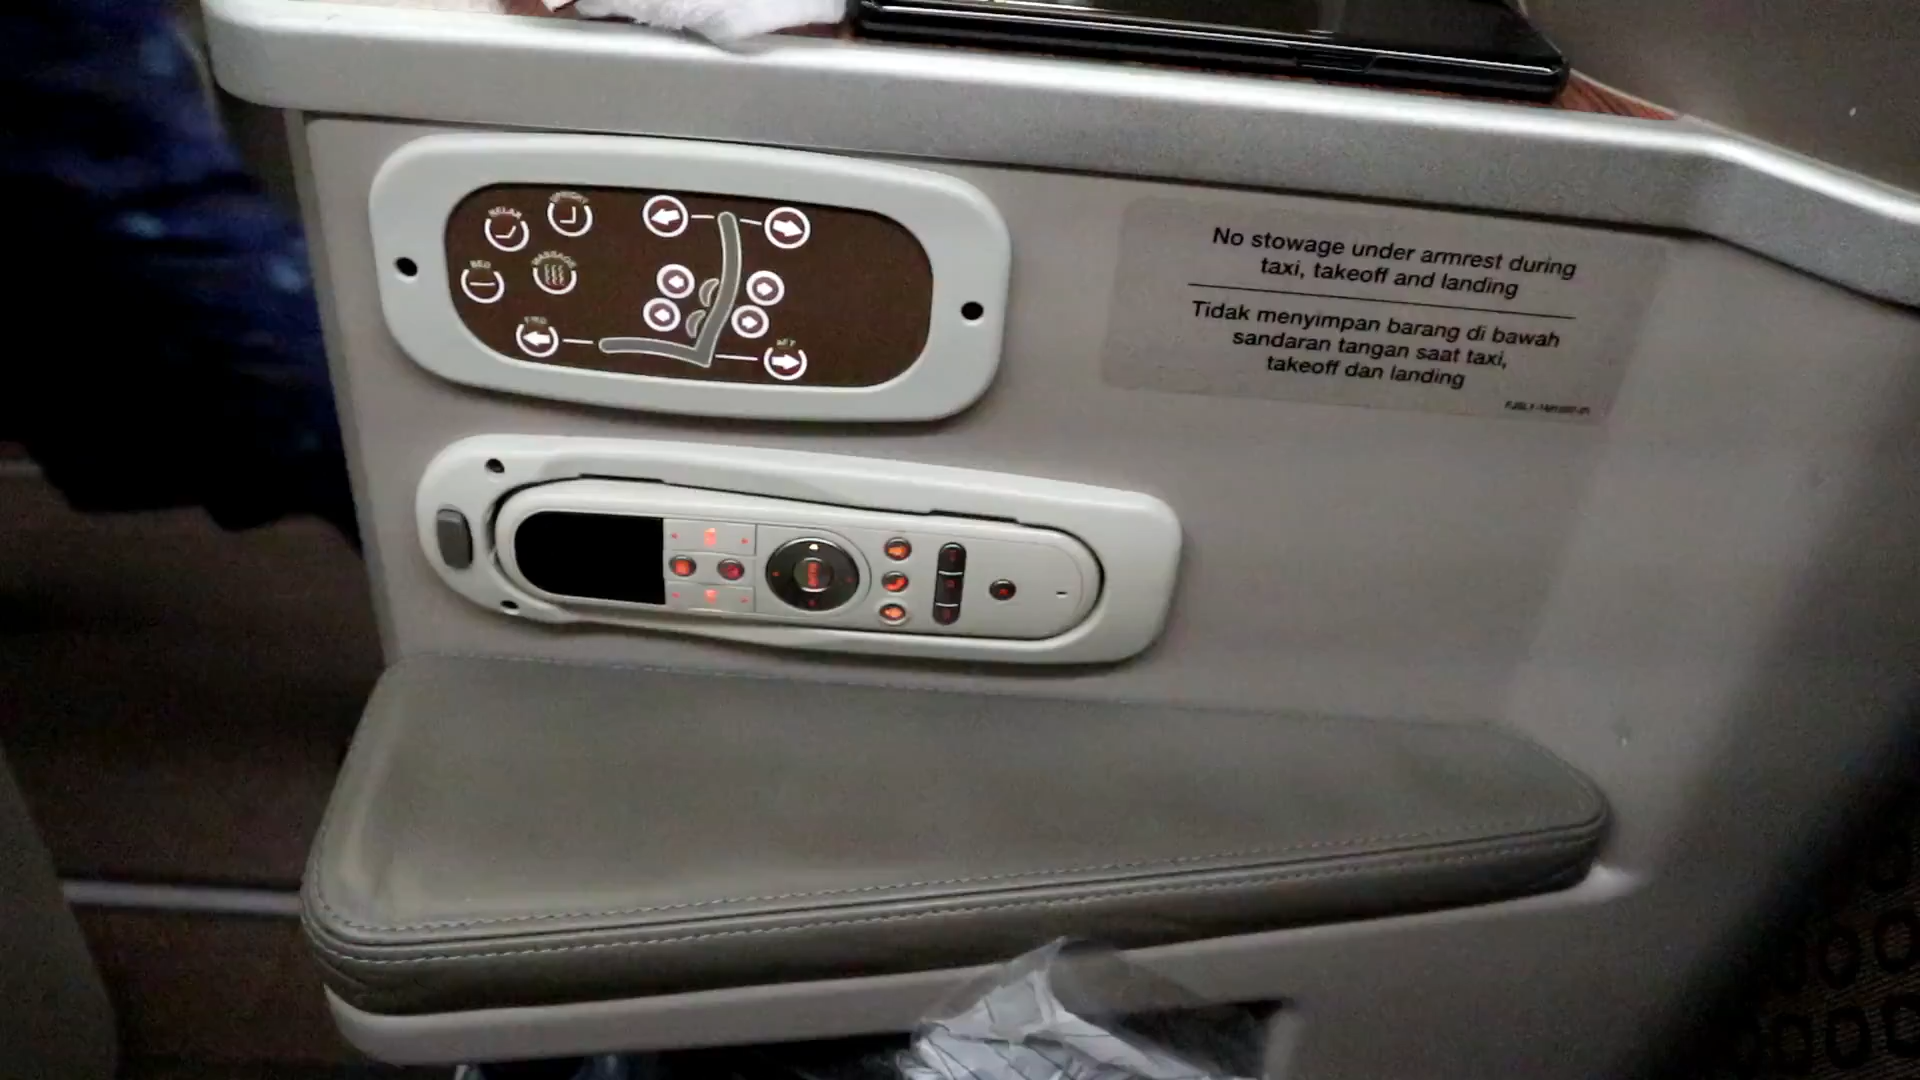 UPRIGHT
RELAX
MASSAGE
BED
FWD
AFT
No stowage under armrest during
taxi, takeoff and landing
Tidak menyimpan barang di bawah
sandaran tangan saat taxi,
takeoff dan landing